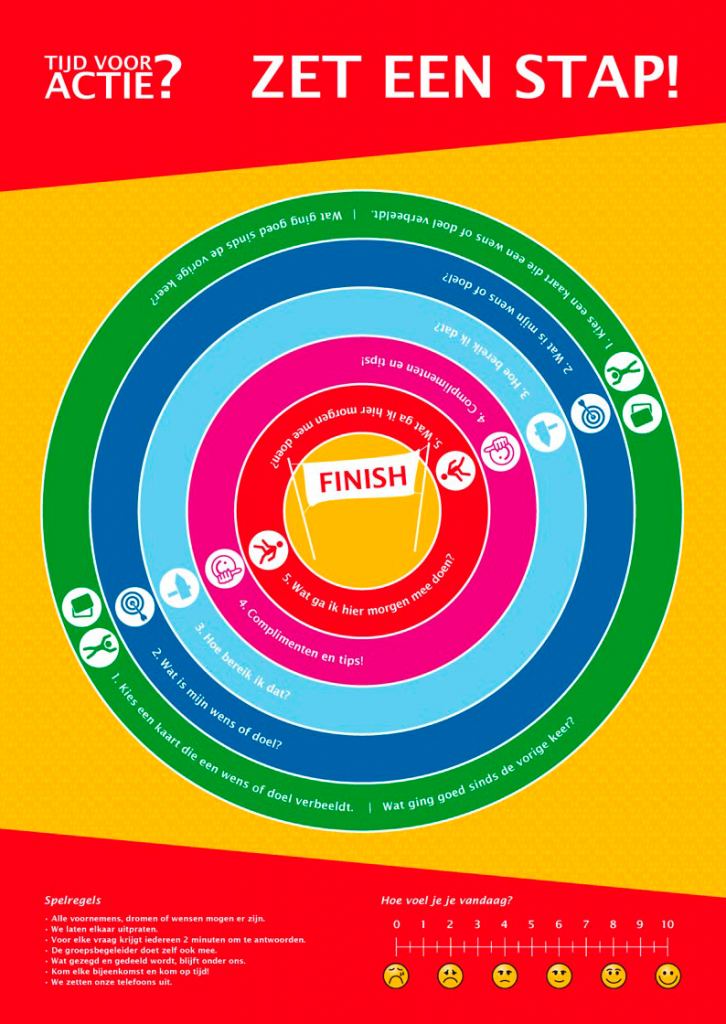 TIJD VOOR
ACTIE?
ZET EEN STAP!
1. Kies een kaart die een wens of doel verbeeldt. | Wat ging goed sinds de vorige keer?
2. Wat is mijn wens of doel?
3. Hoe bereik ik dat?
4. Complimenten en tips!
5. Wat ga ik hier morgen mee doen?
FINISH
5. Wat ga ik hier morgen mee doen?
4. Complimenten en tips!
3. Hoe bereik ik dat?
2. Wat is mijn wens of doel?
1. Kies een kaart die een wens of doel verbeeldt. | Wat ging goed sinds de vorige keer?
Spelregels
• Alle voornemens, dromen of wensen mogen er zijn.
• We laten elkaar uitpraten.
• Voor elke vraag krijgt iedereen 2 minuten om te antwoorden.
• De groepsbegeleider doet zelf ook mee.
• Wat gezegd en gedeeld wordt, blijft onder ons.
• Kom elke bijeenkomst en kom op tijd!
• We zetten onze telefoons uit.
Hoe voel je je vandaag?
0 1 2 3 4 5 6 7 8 9 10